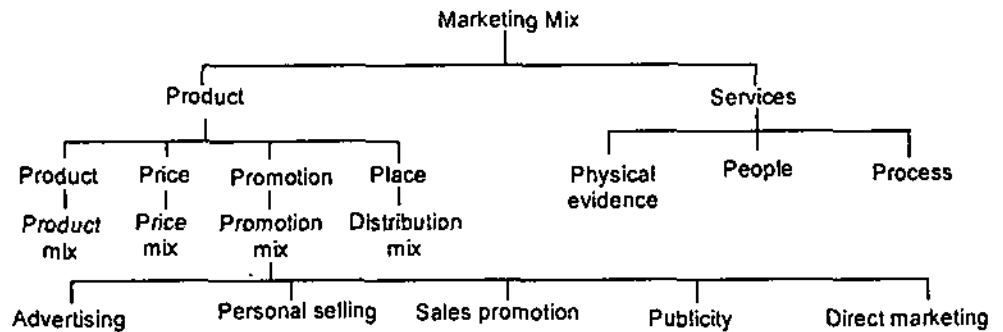 Marketing Mix
Product Services
Product Price Promotion Place Physical evidence People Process
Product mix Price mix Promotion mix Distribution mix
Advertising Personal selling Sales promotion Publicity Direct marketing